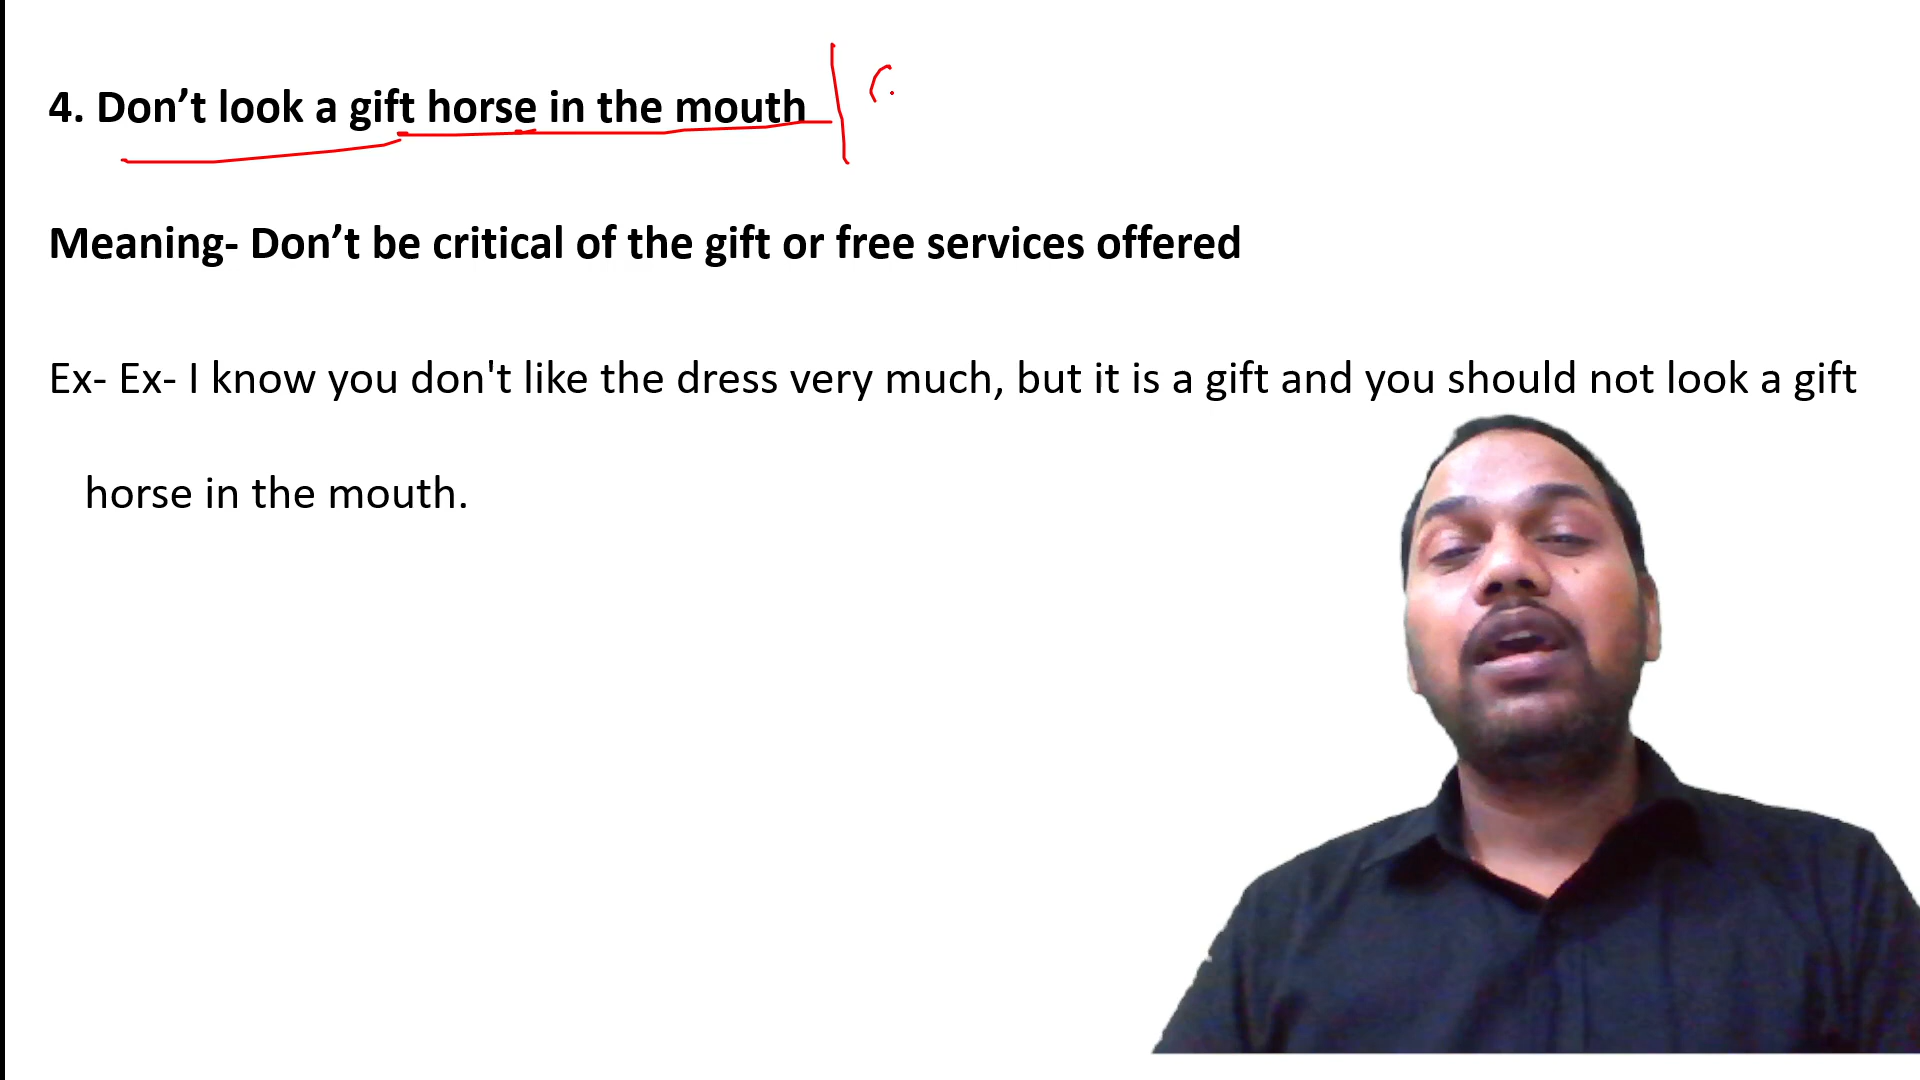 4. Don’t look a gift horse in the mouth
Meaning- Don’t be critical of the gift or free services offered
Ex- Ex- I know you don't like the dress very much, but it is a gift and you should not look a gift
horse in the mouth.